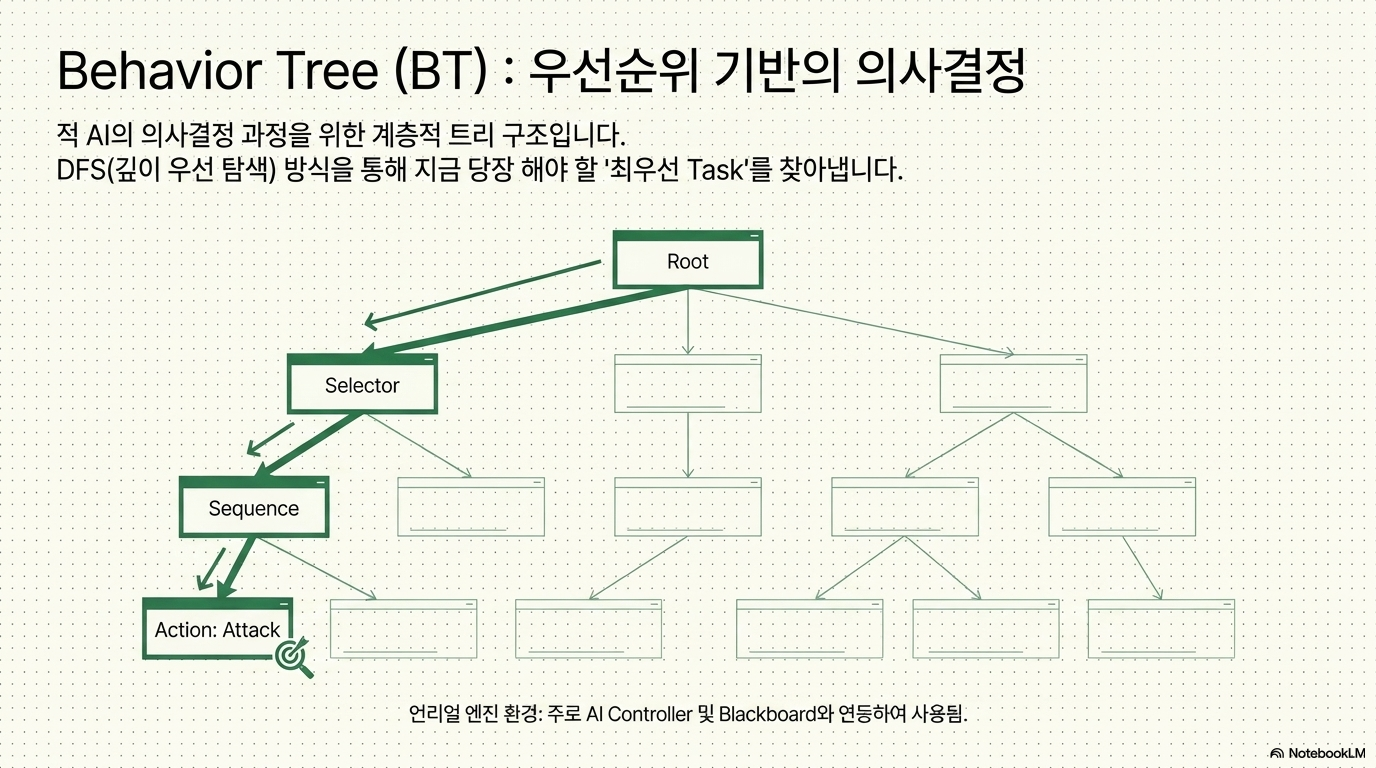 Behavior Tree (BT) : 우선순위 기반의 의사결정
적 AI의 의사결정 과정을 위한 계층적 트리 구조입니다.
DFS(깊이 우선 탐색) 방식을 통해 지금 당장 해야 할 '최우선 Task'를 찾아냅니다.
Root
Selector
Sequence
Action: Attack
언리얼 엔진 환경: 주로 AI Controller 및 Blackboard와 연동하여 사용됨.
NotebookLM